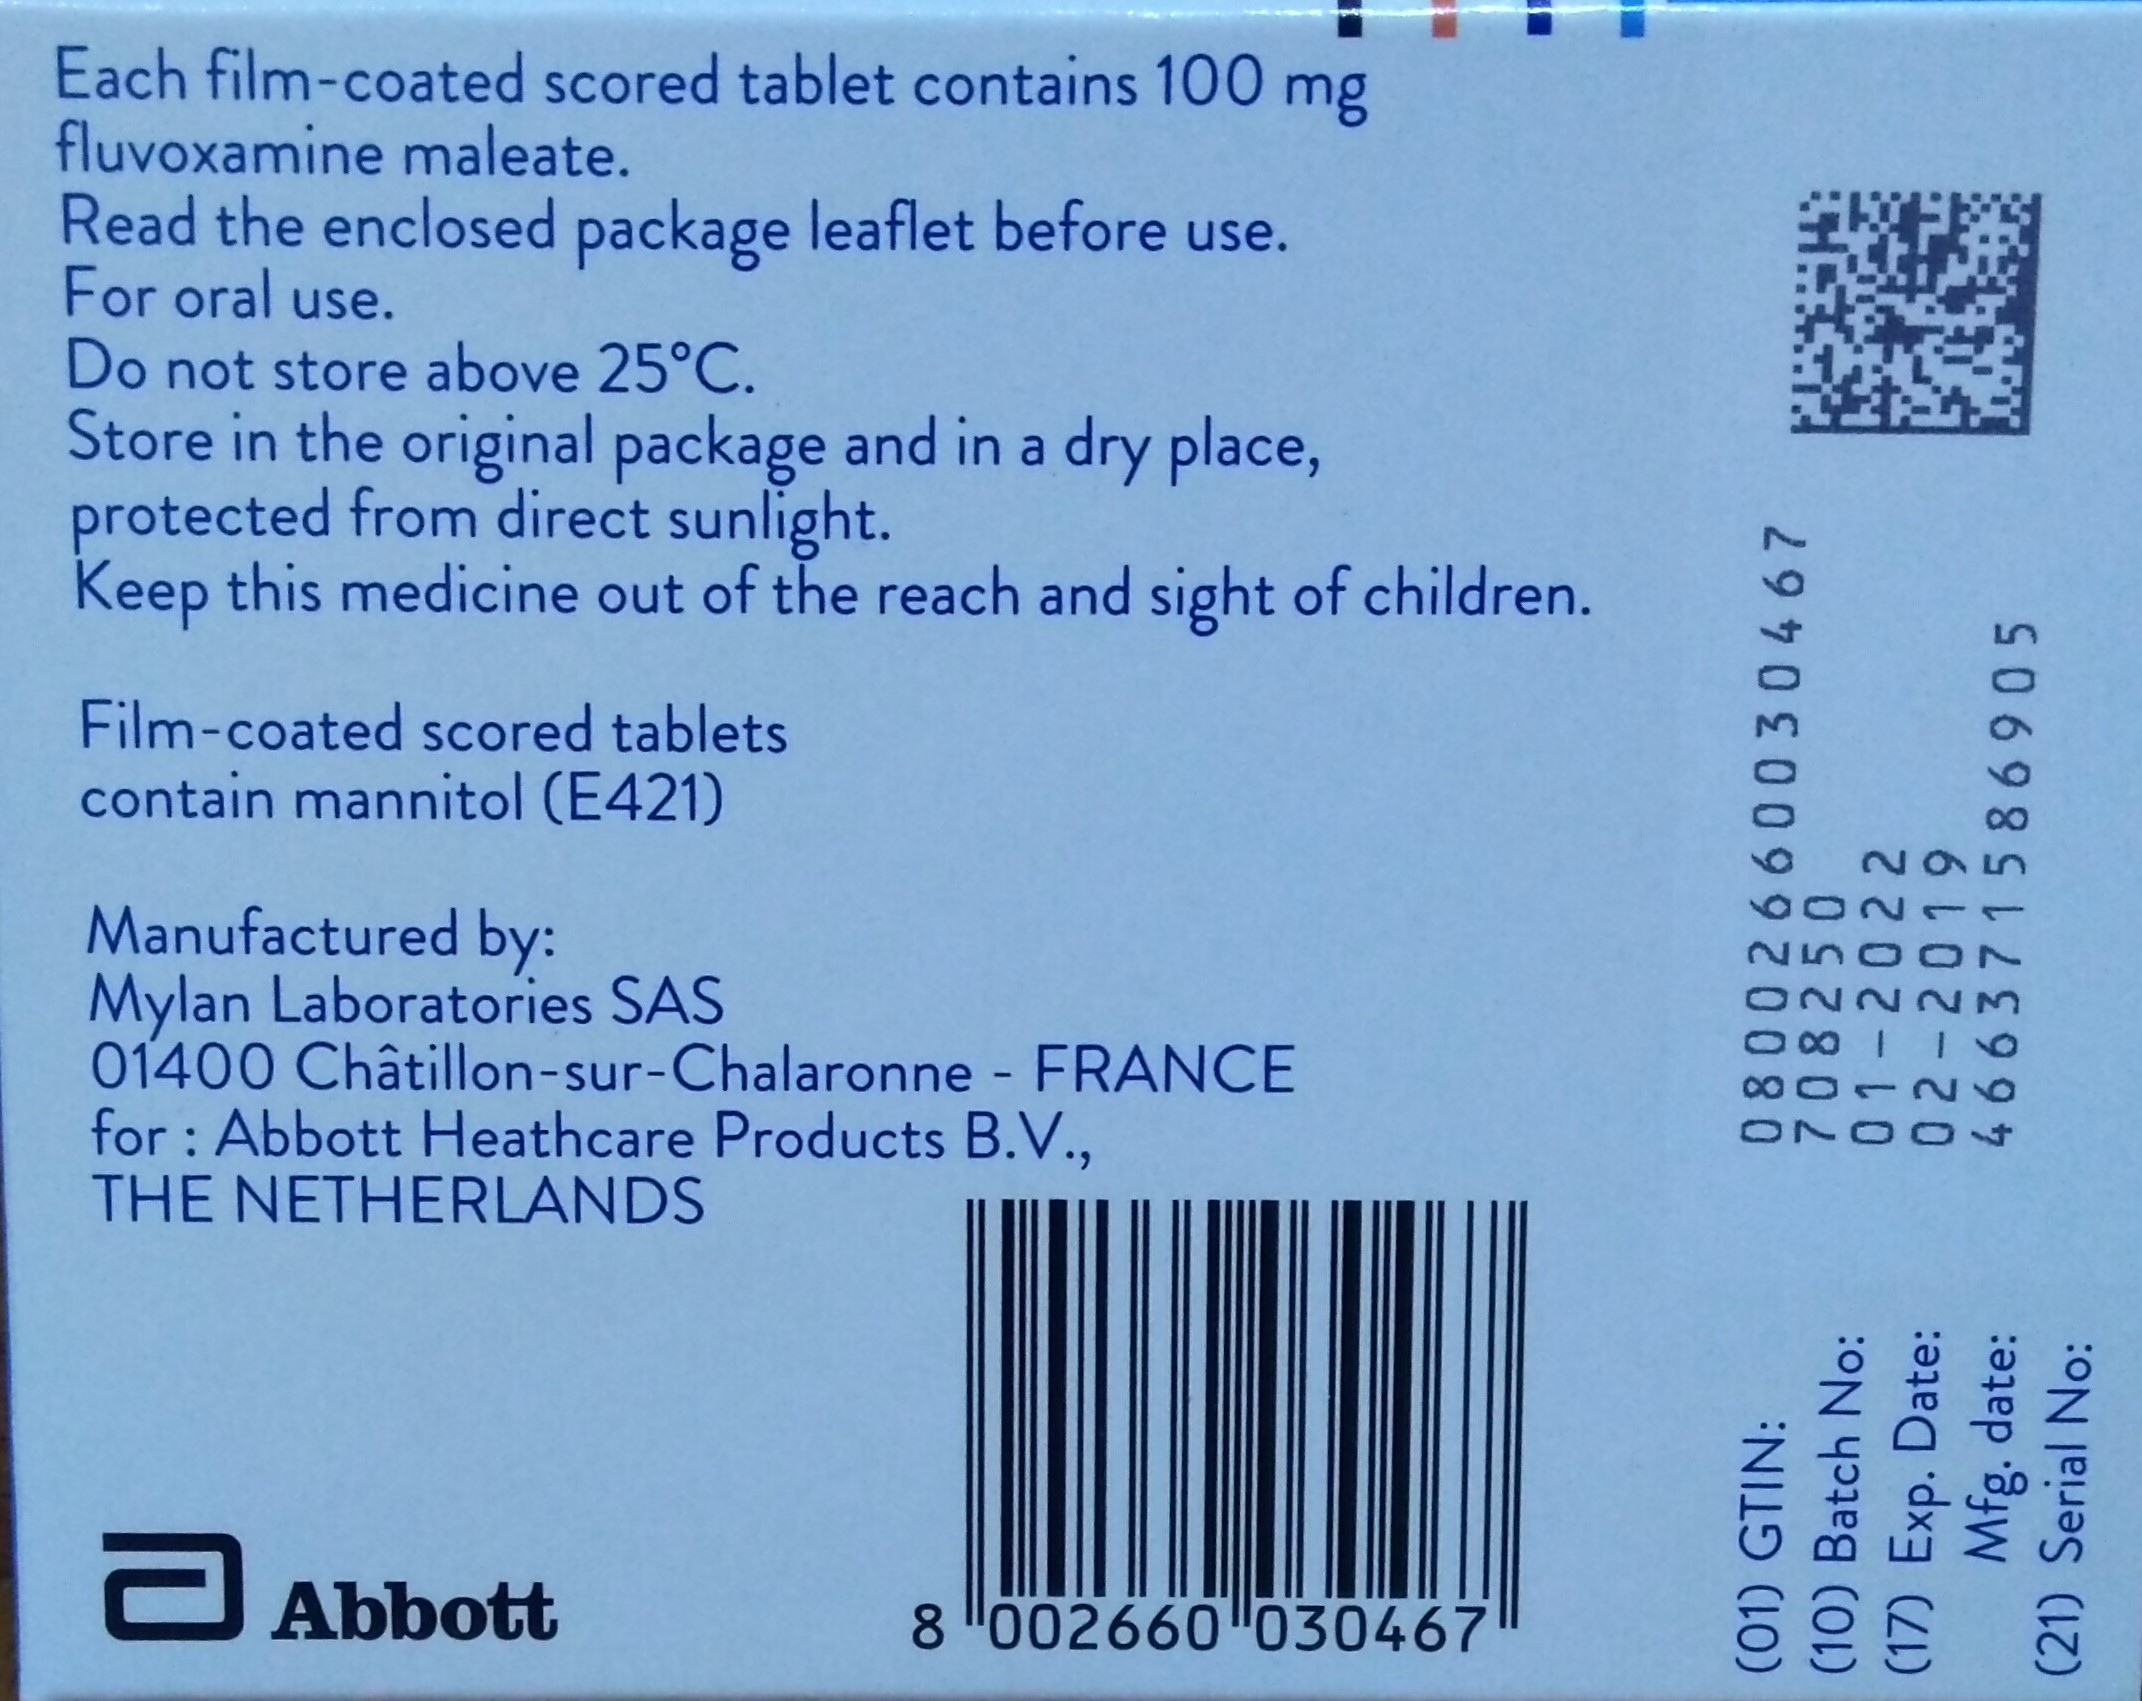 Each film-coated scored tablet contains 100 mg
fluvoxamine maleate.
Read the enclosed package leaflet before use.
For oral use.
Do not store above 25°C.
Store in the original package and in a dry place,
protected from direct sunlight.
Keep this medicine out of the reach and sight of children.
Film-coated scored tablets
contain mannitol (E421)
Manufactured by:
Mylan Laboratories SAS
01400 Châtillon-sur-Chalaronne - FRANCE
for : Abbott Heathcare Products B.V.,
THE NETHERLANDS
Abbott
8 002660 030467
(01) GTIN: 08002660030467
(10) Batch No: 708250
(17) Exp. Date: 01-2022
Mfg. date: 02-2019
(21) Serial No: 466371586905